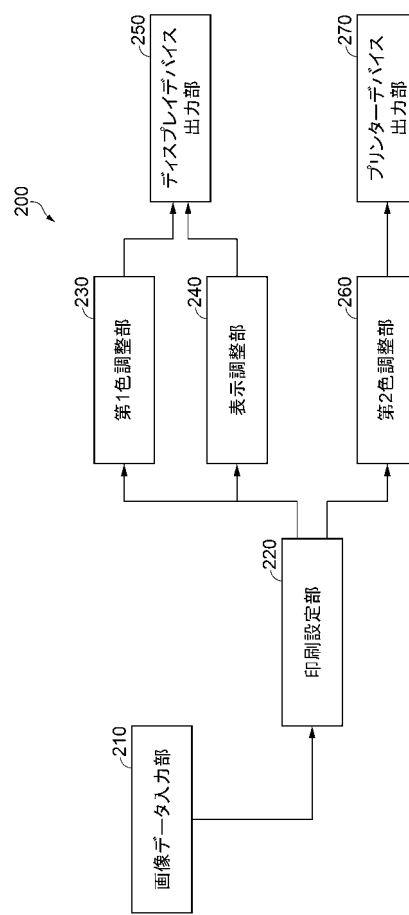 200
210
画像データ入力部
220
印刷設定部
230
第1色調整部
240
表示調整部
250
ディスプレイデバイス
出力部
260
第2色調整部
270
プリンターデバイス
出力部